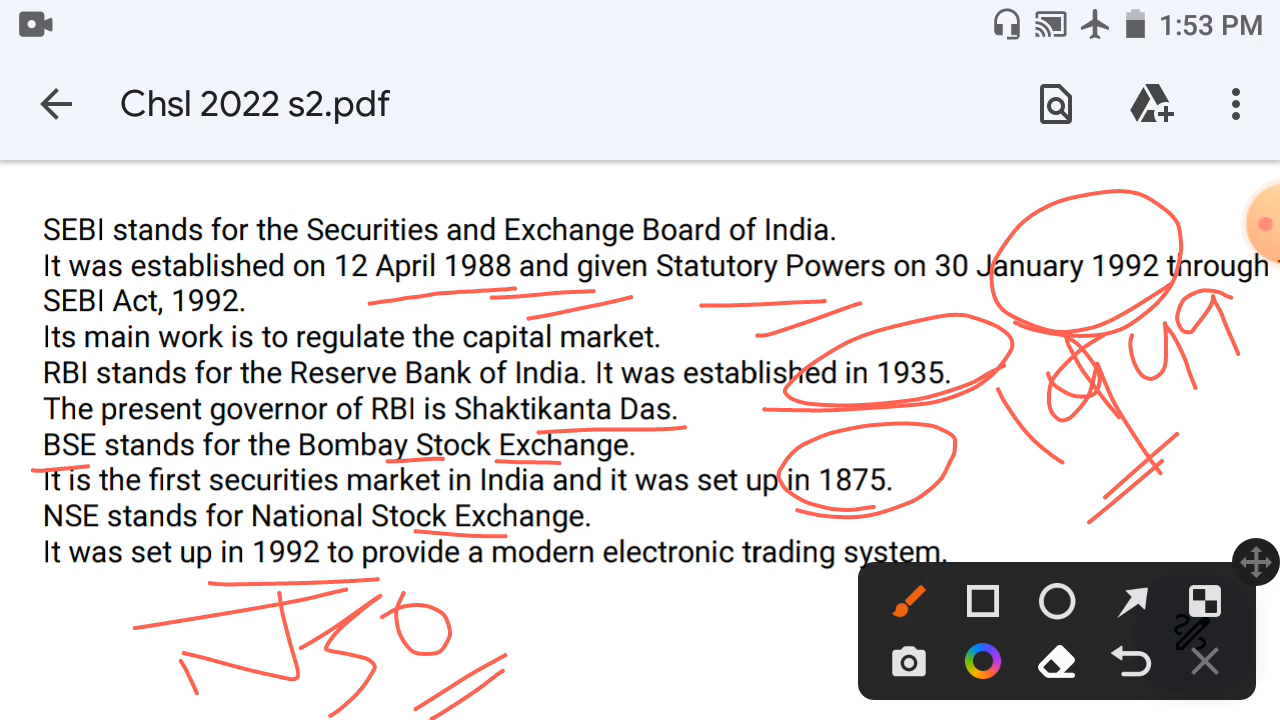 1:53 PM
Chsl 2022 s2.pdf
SEBI stands for the Securities and Exchange Board of India.
It was established on 12 April 1988 and given Statutory Powers on 30 January 1992 through
SEBI Act, 1992.
Its main work is to regulate the capital market.
RBI stands for the Reserve Bank of India. It was established in 1935.
The present governor of RBI is Shaktikanta Das.
BSE stands for the Bombay Stock Exchange.
It is the first securities market in India and it was set up in 1875.
NSE stands for National Stock Exchange.
It was set up in 1992 to provide a modern electronic trading system.